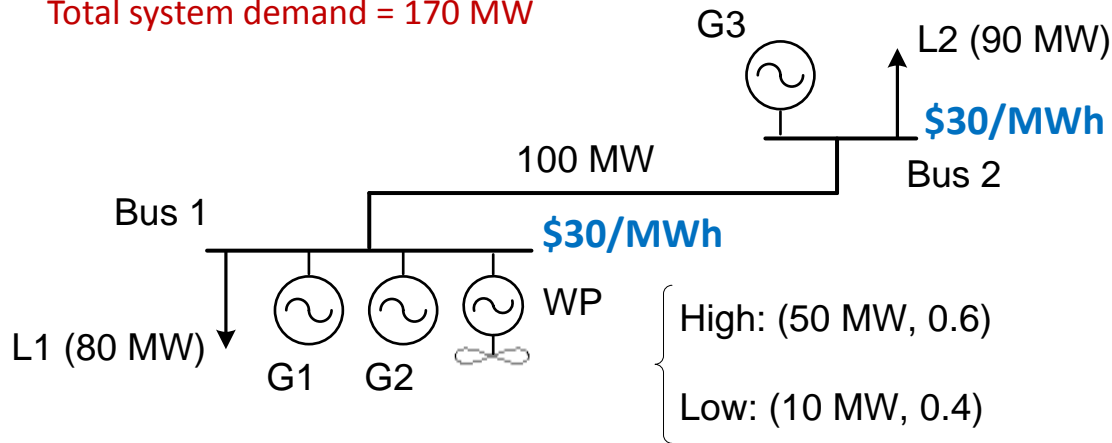 Total system demand = 170 MW
G3
L2 (90 MW)
$30/MWh
100 MW
Bus 2
Bus 1
$30/MWh
WP
High: (50 MW, 0.6)
L1 (80 MW)
G1
G2
Low: (10 MW, 0.4)